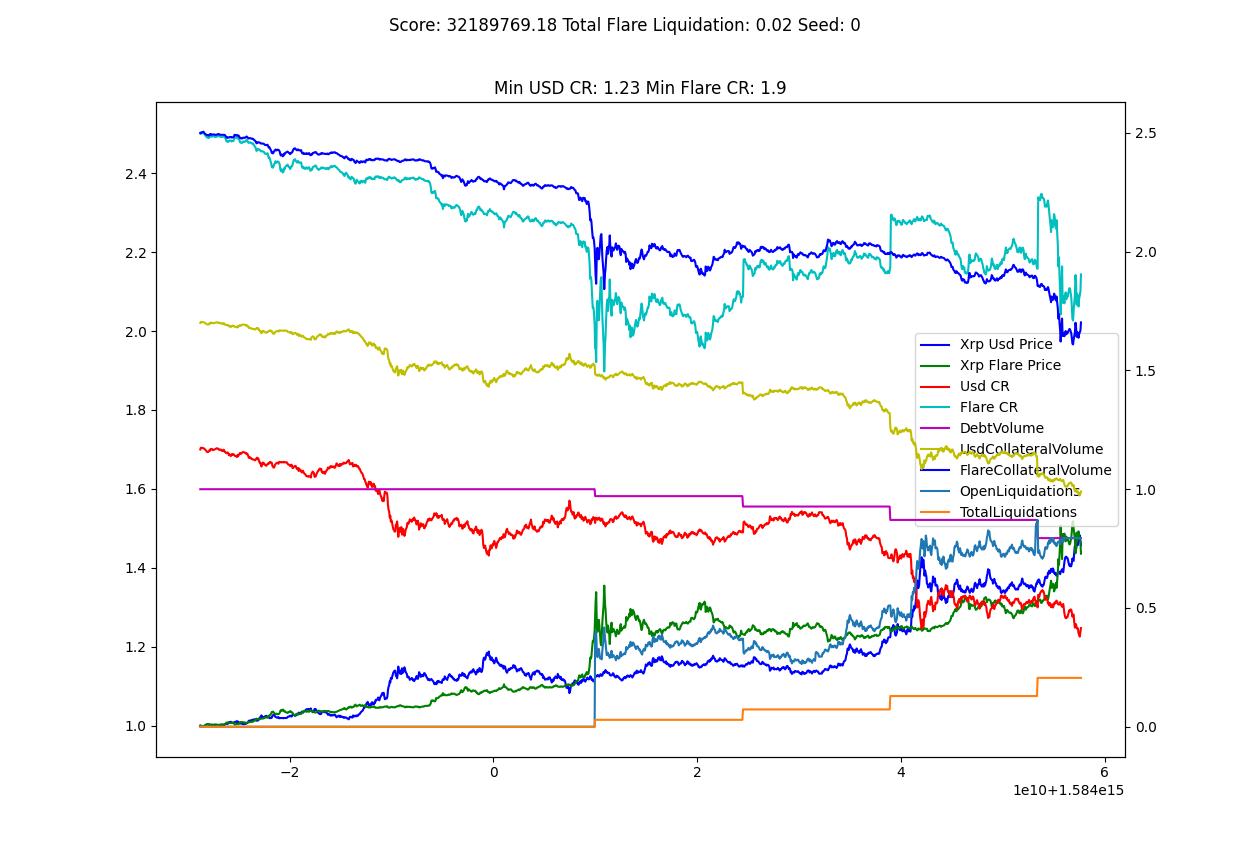 Score: 32189769.18 Total Flare Liquidation: 0.02 Seed: 0
Min USD CR: 1.23 Min Flare CR: 1.9
2.4
2.2
2.0
1.8
1.6
1.4
1.2
1.0
2.5
2.0
1.5
1.0
0.5
0.0
Xrp Usd Price
Xrp Flare Price
Usd CR
Flare CR
DebtVolume
UsdCollateralVolume
FlareCollateralVolume
OpenLiquidations
TotalLiquidations
−2 0 2 4 6
1e10+1.584e15